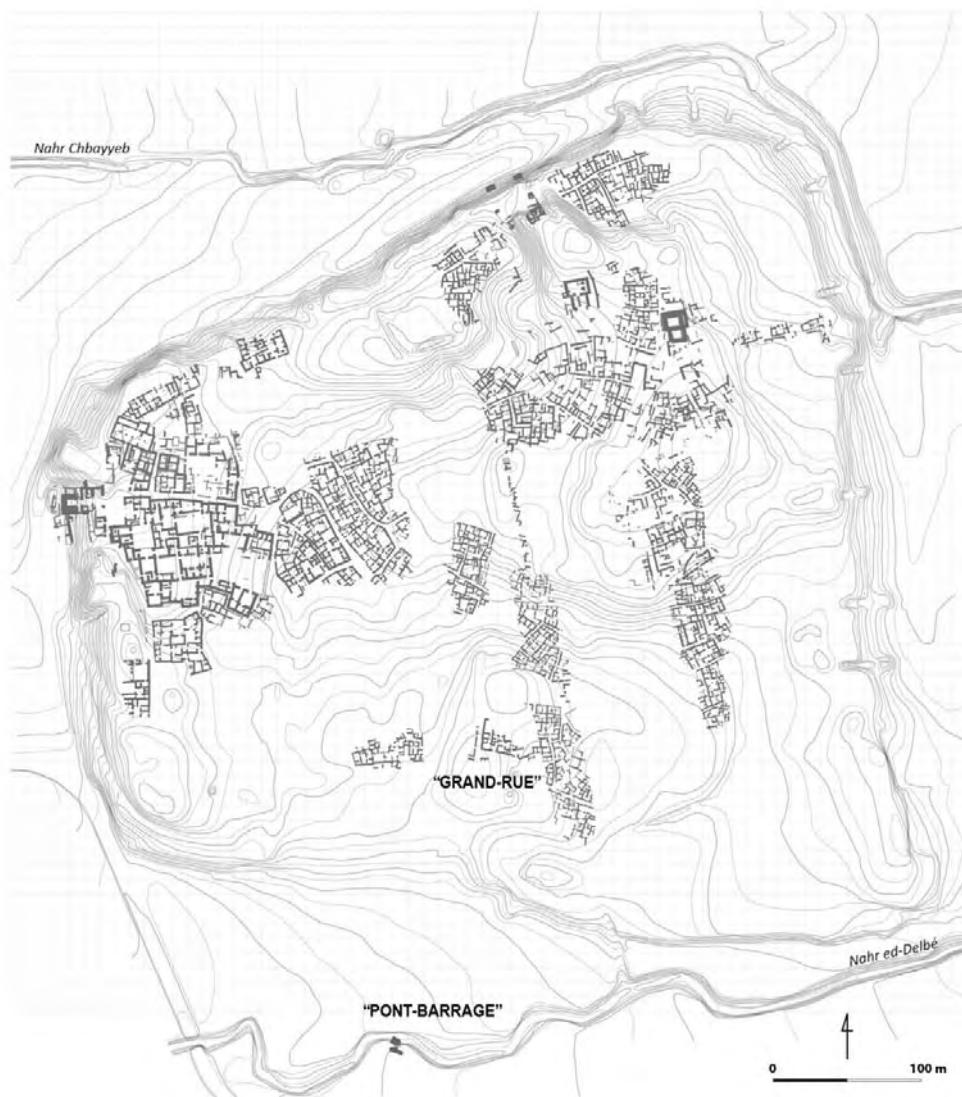 Nahr Chbayyeb
"GRAND-RUE"
Nahr ed-Delbé
"PONT-BARRAGE"
0 100 m